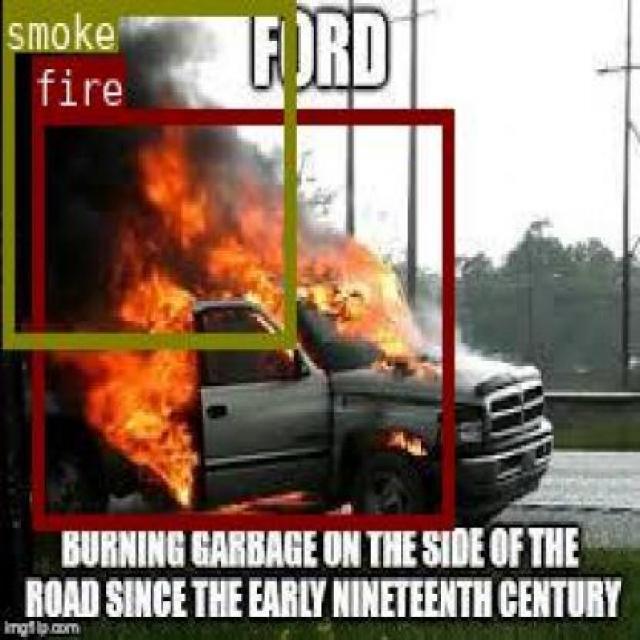 smoke
FORD
fire
BURNING GARBAGE ON THE SIDE OF THE
ROAD SINCE THE EARLY NINETEENTH CENTURY
imgflip.com